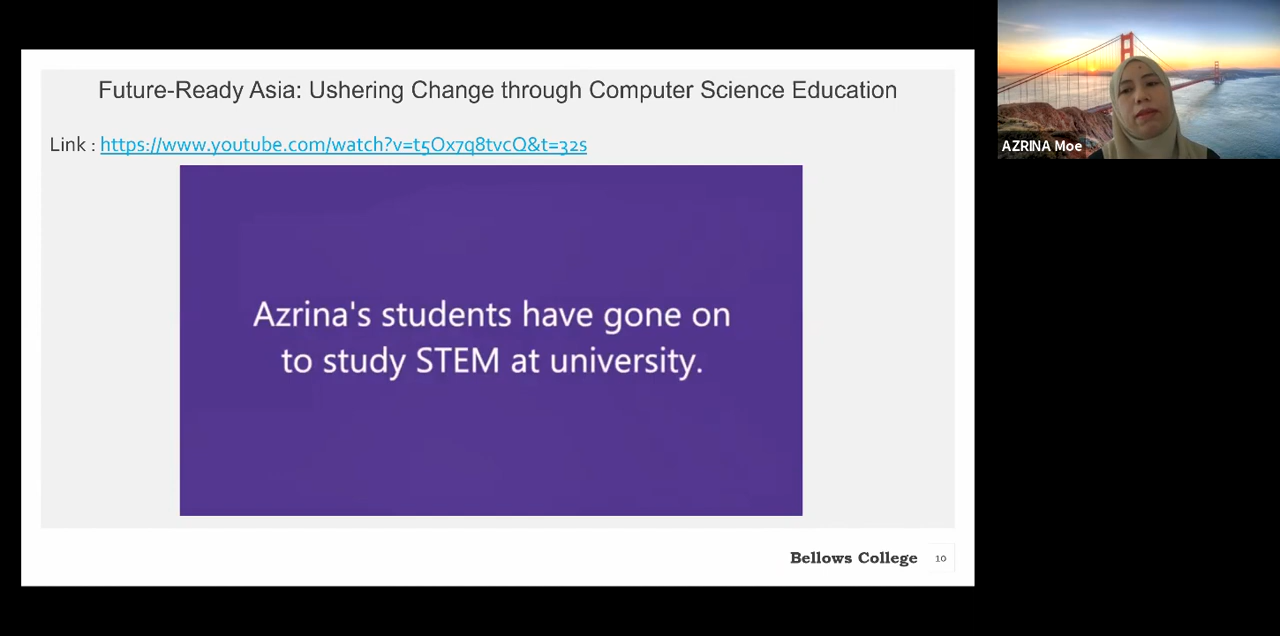 Future-Ready Asia: Ushering Change through Computer Science Education
Link : https://www.youtube.com/watch?v=t5Ox7q8tvcQ&t=32s
Azrina's students have gone on
to study STEM at university.
Bellows College 10
AZRINA Moe